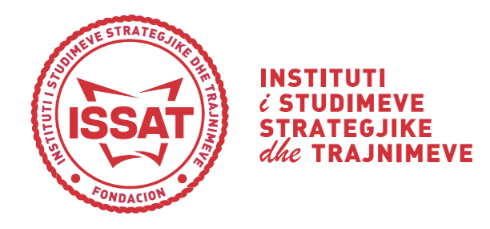 INSTITUTI I STUDIMEVE STRATEGJIKE DHE TRAJNIMEVE
ISSAT
FONDACION
INSTITUTI
i STUDIMEVE
STRATEGJIKE
dhe TRAJNIMEVE